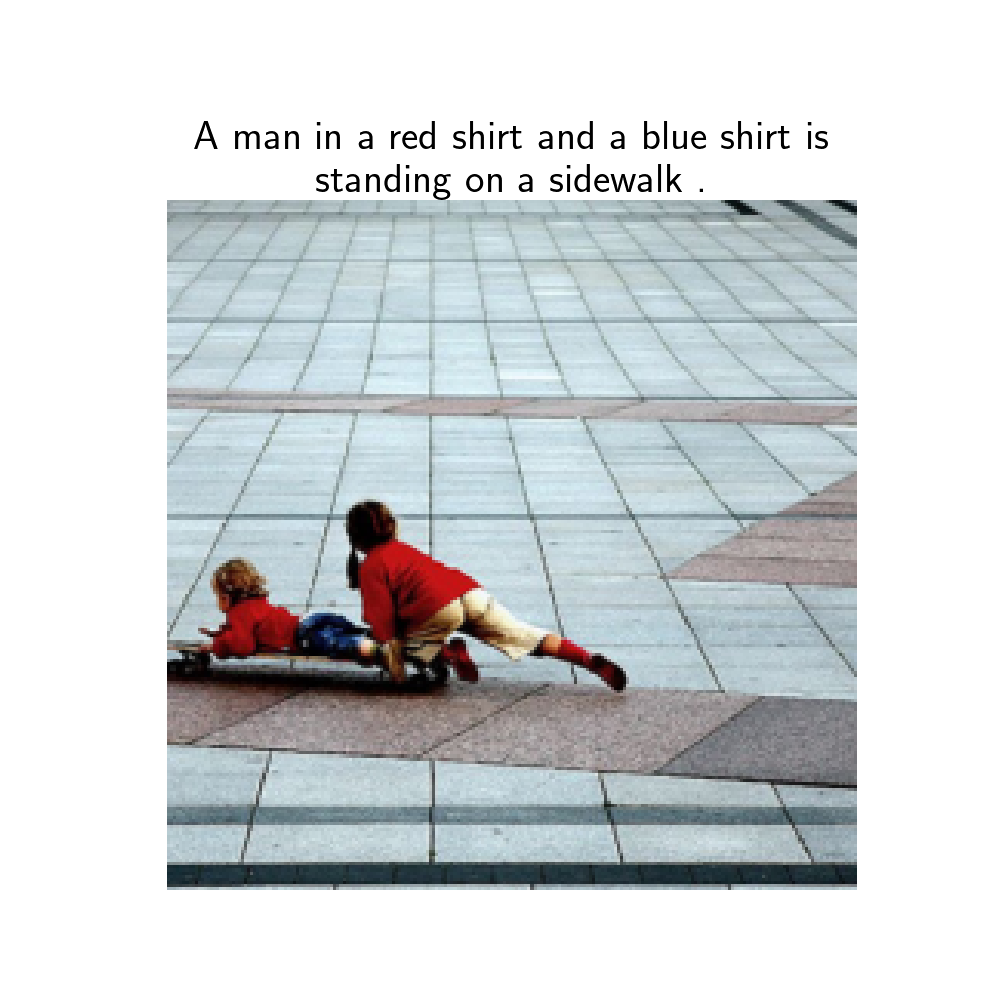 A man in a red shirt and a blue shirt is
standing on a sidewalk .